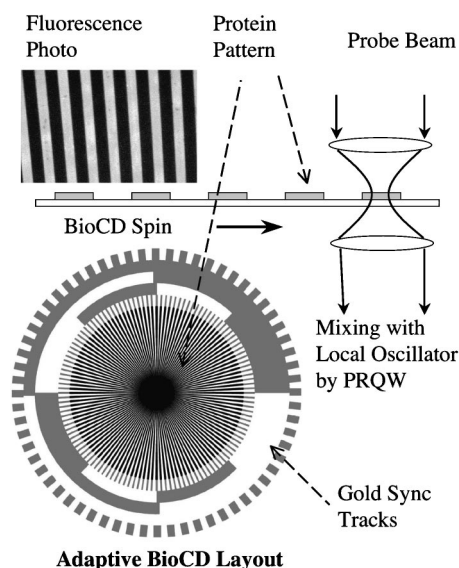 Fluorescence
Photo
Protein
Pattern
Probe Beam
BioCD Spin
Mixing with
Local Oscillator
by PRQW
Gold Sync
Tracks
Adaptive BioCD Layout